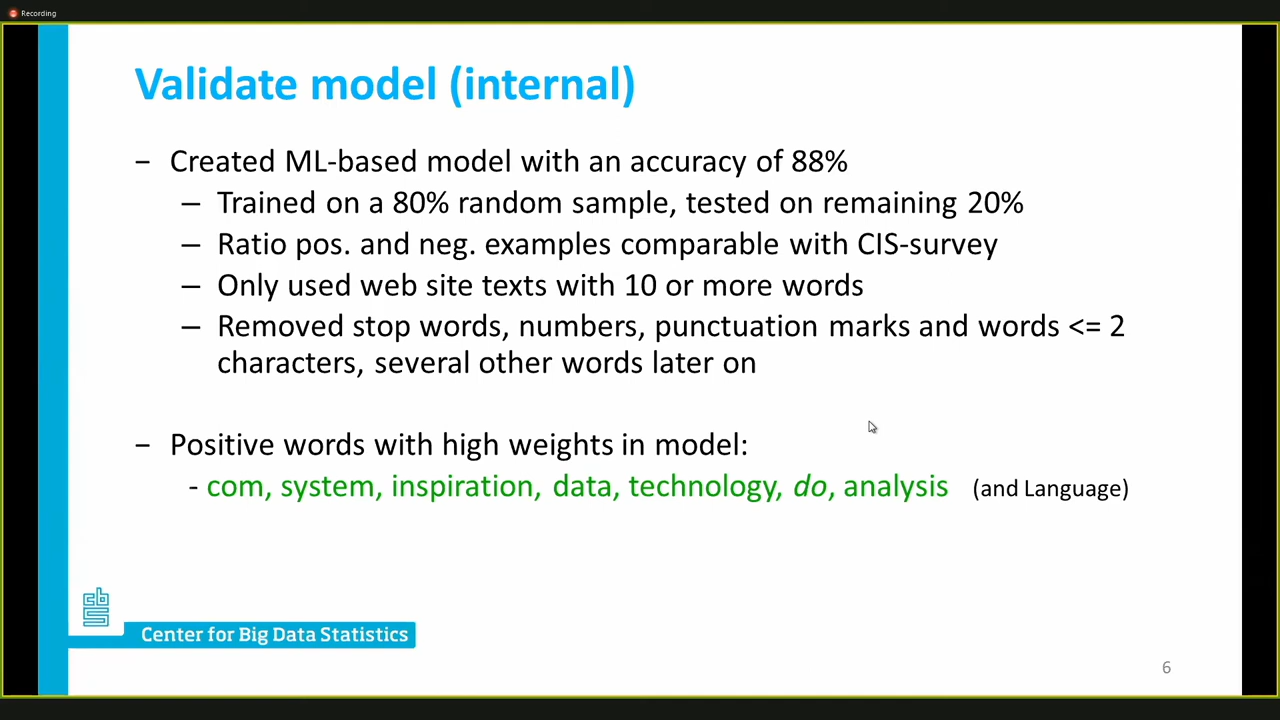 Recording
Validate model (internal)
− Created ML-based model with an accuracy of 88%
– Trained on a 80% random sample, tested on remaining 20%
– Ratio pos. and neg. examples comparable with CIS-survey
– Only used web site texts with 10 or more words
– Removed stop words, numbers, punctuation marks and words <= 2
characters, several other words later on
− Positive words with high weights in model:
- com, system, inspiration, data, technology, do, analysis (and Language)
cbs
Center for Big Data Statistics
6